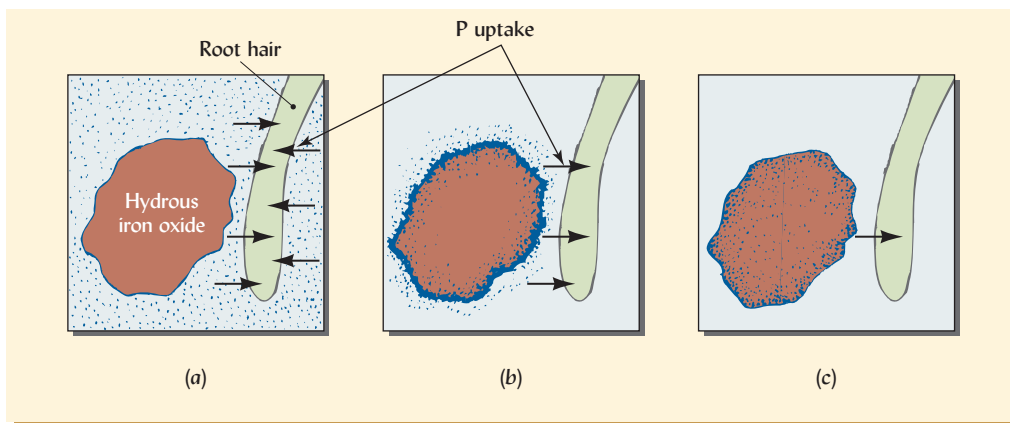 P uptake
Root hair
Hydrous
iron oxide
(a)
(b)
(c)